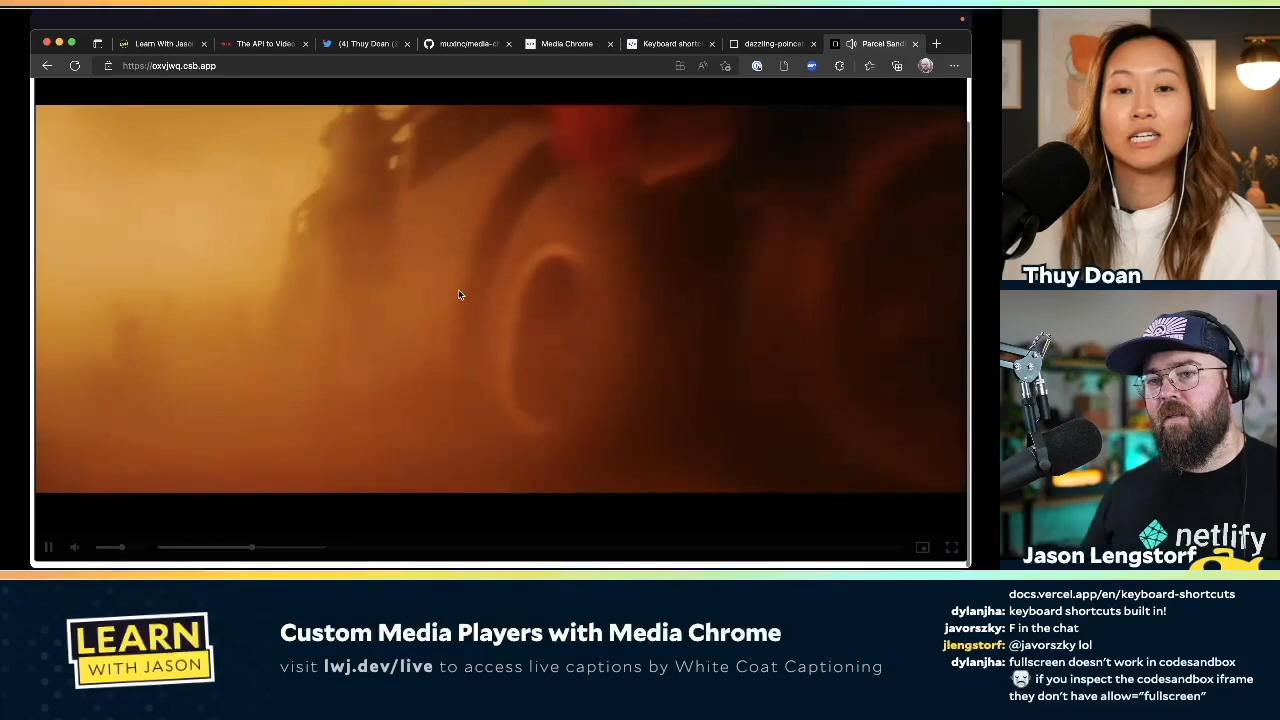 Learn With Jaso
The API to Video
(4) Thuy Doan (
muxinc/media-ch
Media Chrome
Keyboard shortc
dazzling-poincar
Parcel Sand
https://oxvjwq.csb.app
Thuy Doan
netlify
Jason Lengstorf
LEARN
WITH JASON
Custom Media Players with Media Chrome
visit lwj.dev/live to access live captions by White Coat Captioning
docs.vercel.app/en/keyboard-shortcuts
dylanjha: keyboard shortcuts built in!
javorszky: F in the chat
jlengstorf: @javorszky lol
dylanjha: fullscreen doesn't work in codesandbox
if you inspect the codesandbox iframe
they don't have allow="fullscreen"